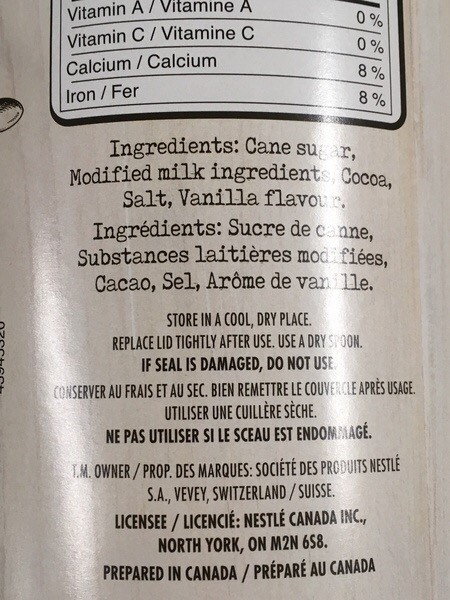 Vitamin A / Vitamine A 0 %
Vitamin C / Vitamine C 0 %
Calcium / Calcium 8 %
Iron / Fer 8 %
Ingredients: Cane sugar,
Modified milk ingredients, Cocoa,
Salt, Vanilla flavour.
Ingrédients: Sucre de canne,
Substances laitières modifiées,
Cacao, Sel, Arôme de vanille.
STORE IN A COOL, DRY PLACE.
REPLACE LID TIGHTLY AFTER USE. USE A DRY SPOON.
IF SEAL IS DAMAGED, DO NOT USE.
CONSERVER AU FRAIS ET AU SEC. BIEN REMETTRE LE COUVERCLE APRÈS USAGE.
UTILISER UNE CUILLÈRE SÈCHE.
NE PAS UTILISER SI LE SCEAU EST ENDOMMAGÉ.
T.M. OWNER / PROP. DES MARQUES: SOCIÉTÉ DES PRODUITS NESTLÉ
S.A., VEVEY, SWITZERLAND / SUISSE.
LICENSEE / LICENCIÉ: NESTLÉ CANADA INC.,
NORTH YORK, ON M2N 6S8.
PREPARED IN CANADA / PRÉPARÉ AU CANADA